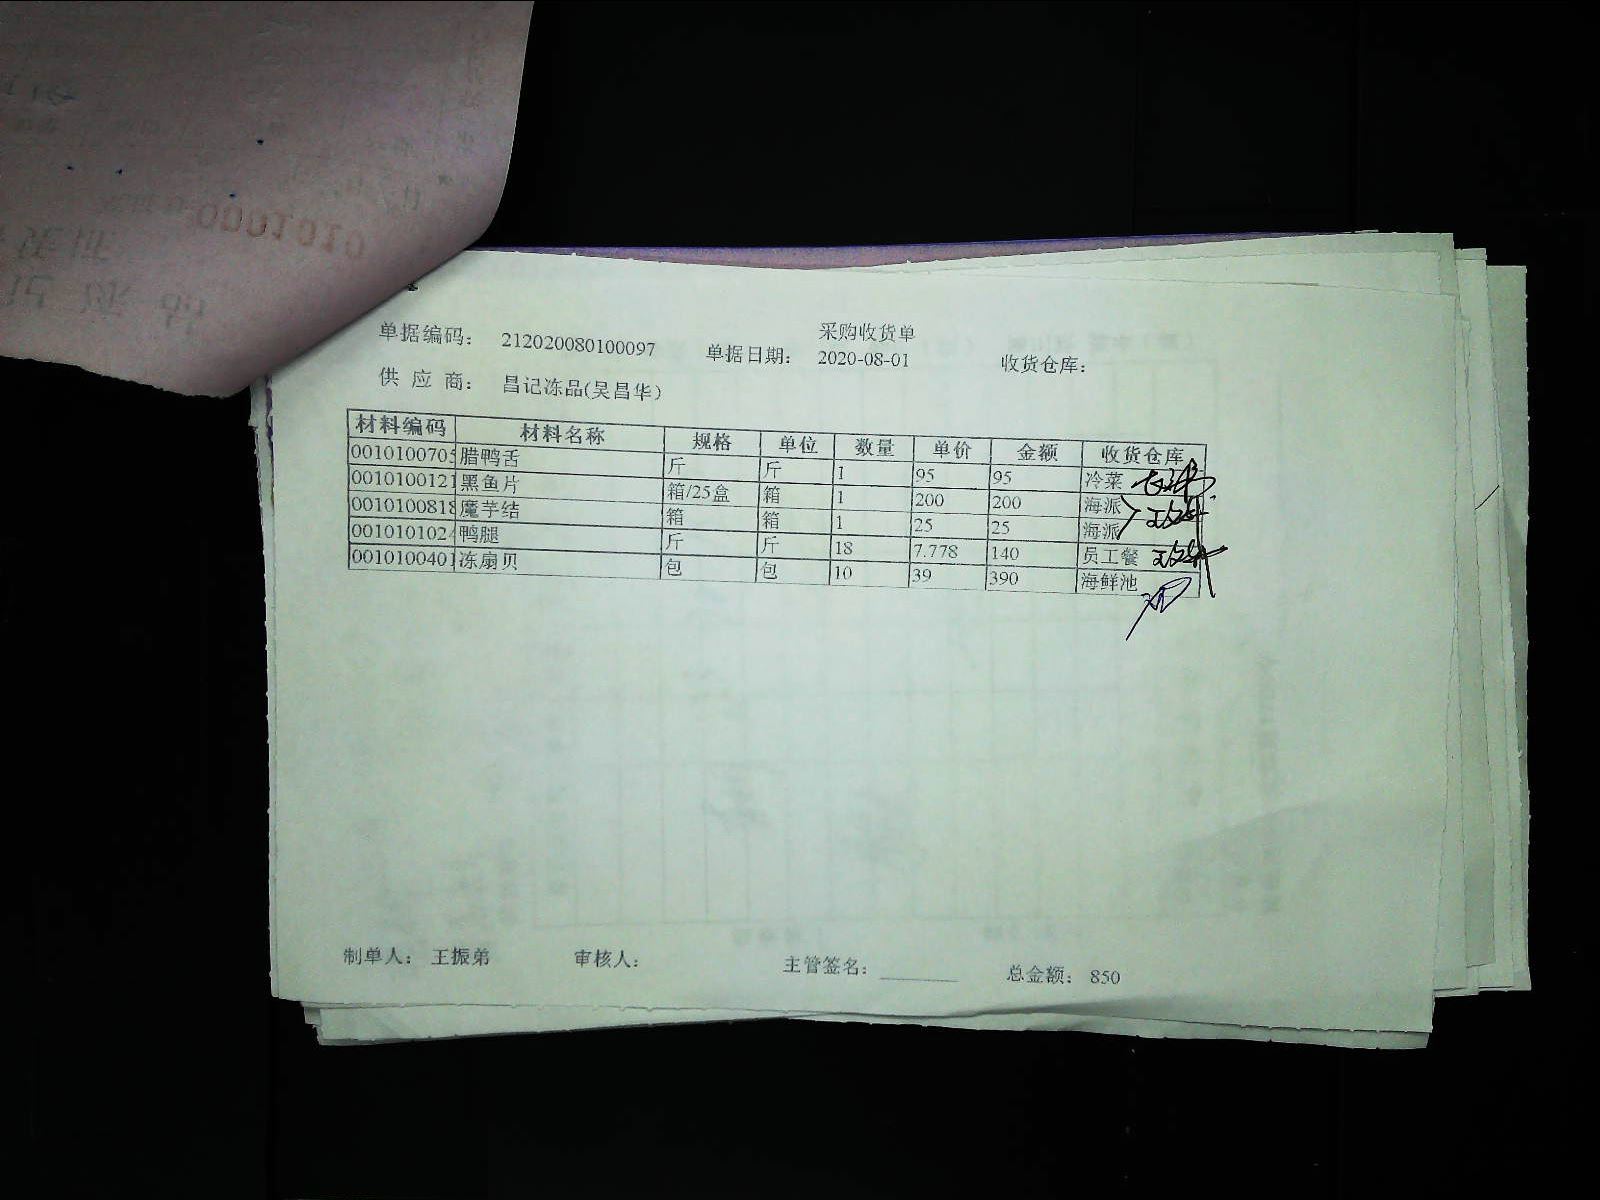 采购收货单
单据编码： 212020080100097 单据日期： 2020-08-01 收货仓库：
供 应 商： 昌记冻品(吴昌华)
材料编码 材料名称 规格 单位 数量 单价 金额 收货仓库
0010100705 腊鸭舌 斤 斤 1 95 95 冷菜
0010100121 黑鱼片 箱/25盒 箱 1 200 200 海派
0010100818 魔芋结 箱 箱 1 25 25 海派
0010101024 鸭腿 斤 斤 18 7.778 140 员工餐
0010100401 冻扇贝 包 包 10 39 390 海鲜池
制单人： 王振弟 审核人： 主管签名： 总金额： 850